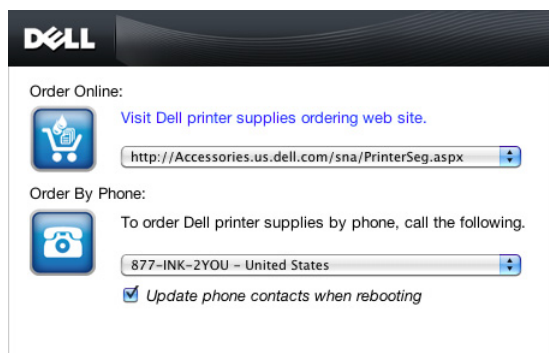 DELL
Order Online:
Visit Dell printer supplies ordering web site.
http://Accessories.us.dell.com/sna/PrinterSeg.aspx
Order By Phone:
To order Dell printer supplies by phone, call the following.
877-INK-2YOU – United States
Update phone contacts when rebooting